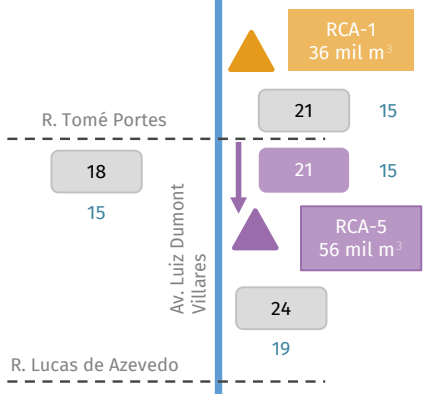 RCA-1
36 mil m³
21
15
R. Tomé Portes
18
15
21
15
Av. Luiz Dumont
Villares
RCA-5
56 mil m³
24
19
R. Lucas de Azevedo